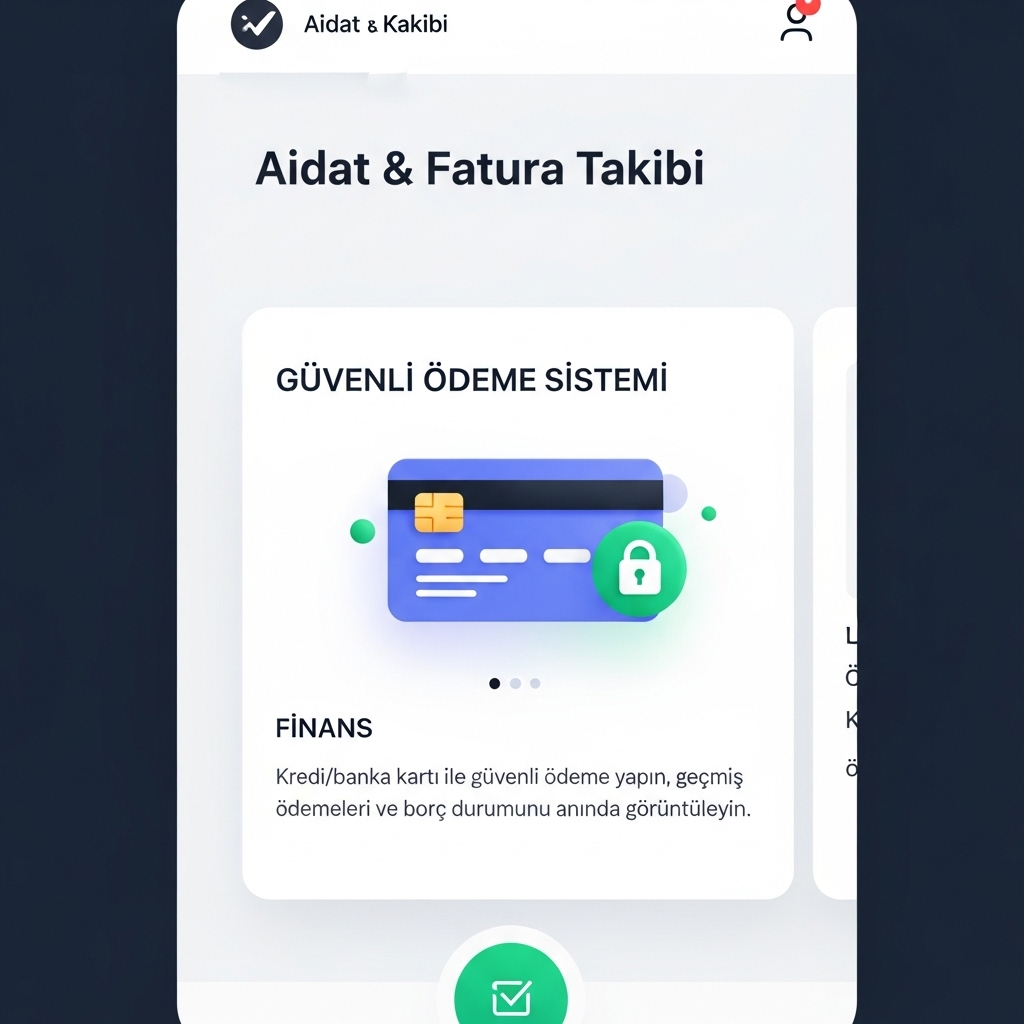 Aidat & Kakibi
Aidat & Fatura Takibi
GÜVENLİ ÖDEME SİSTEMİ
FİNANS
Kredi/banka kartı ile güvenli ödeme yapın, geçmiş
ödemeleri ve borç durumunu anında görüntüleyin.